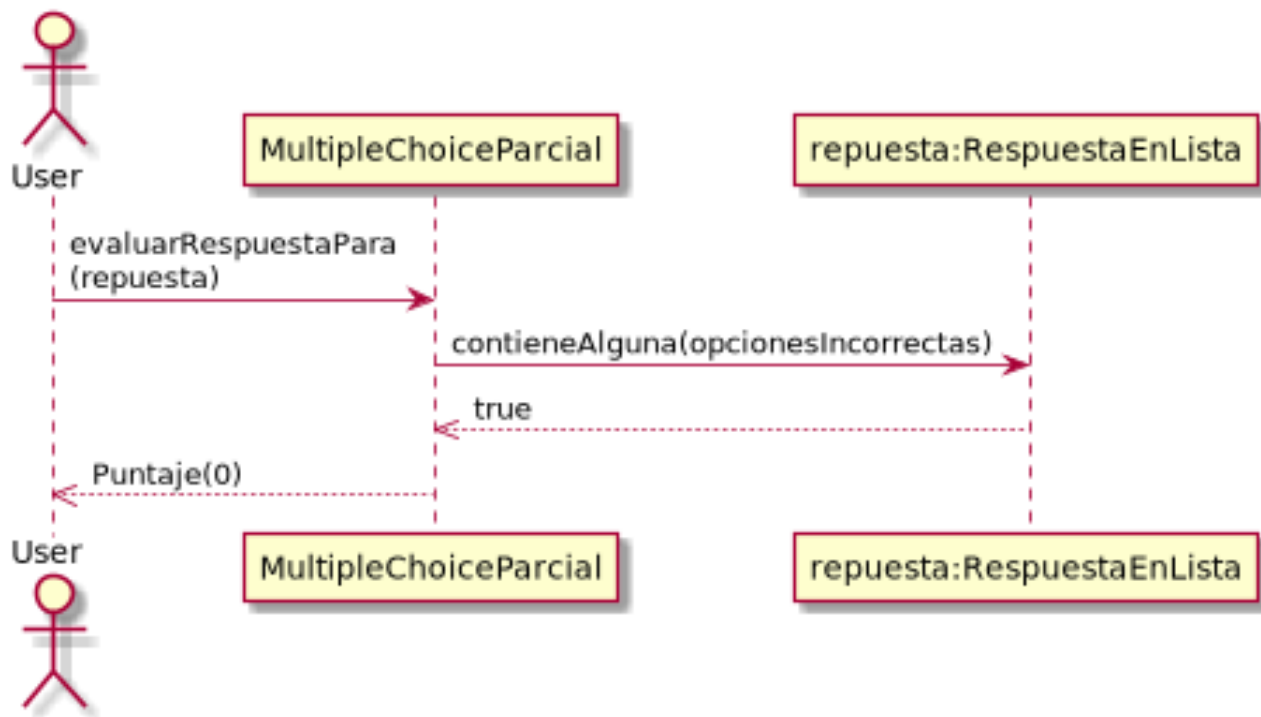 User
MultipleChoiceParcial
repuesta:RespuestaEnLista
evaluarRespuestaPara
(repuesta)
contieneAlguna(opcionesIncorrectas)
true
Puntaje(0)
User
MultipleChoiceParcial
repuesta:RespuestaEnLista